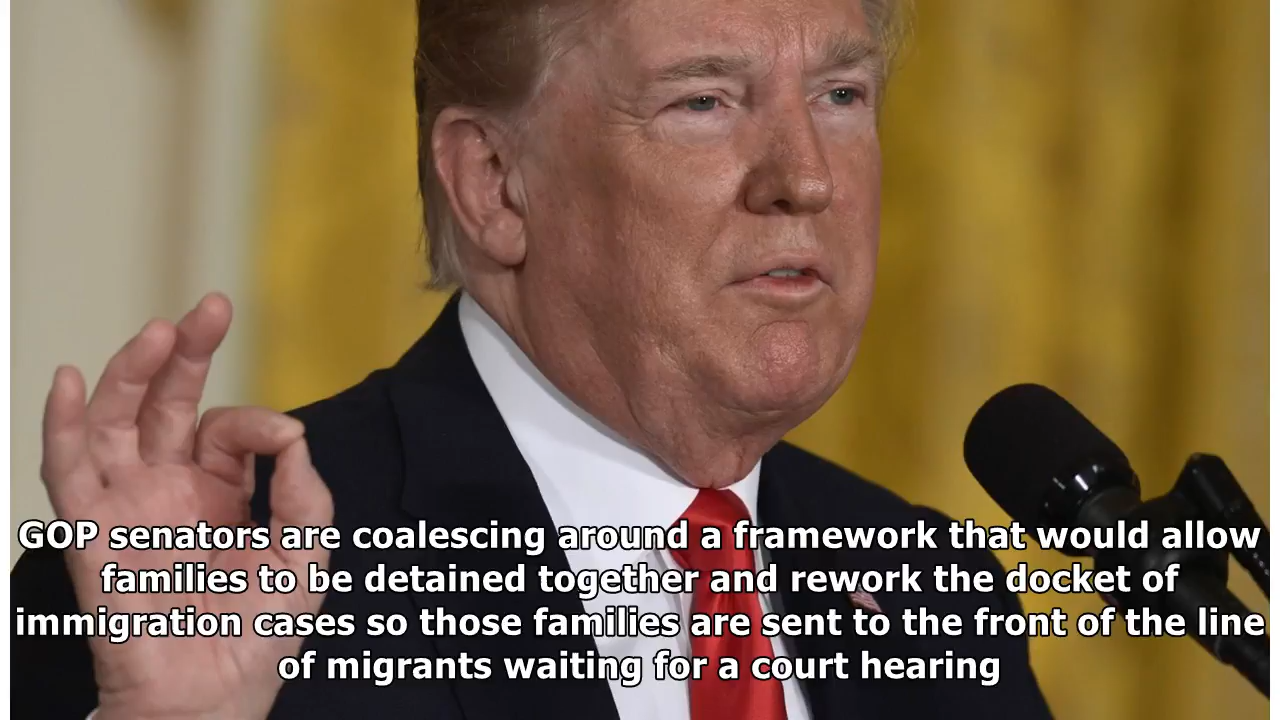 GOP senators are coalescing around a framework that would allow
families to be detained together and rework the docket of
immigration cases so those families are sent to the front of the line
of migrants waiting for a court hearing